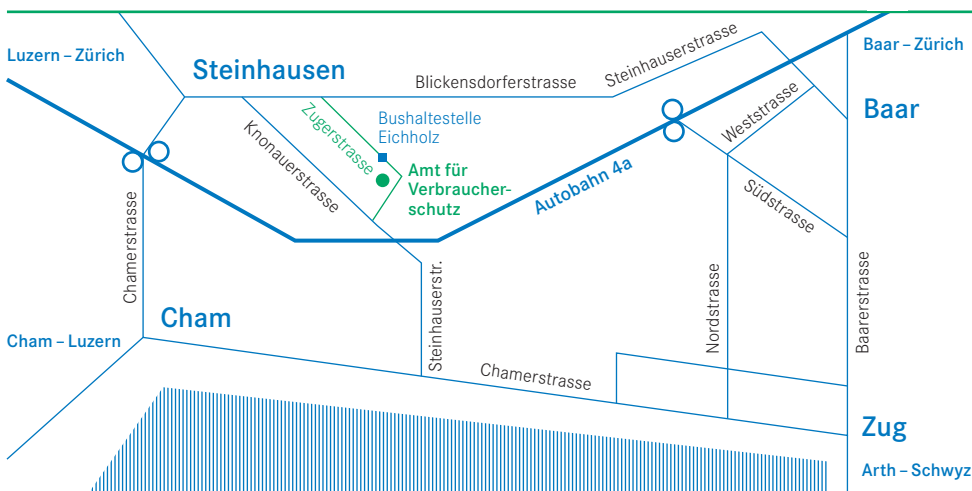 Luzern – Zürich
Steinhausen
Blickensdorferstrasse
Steinhauserstrasse
Baar – Zürich
Baar
Weststrasse
Südstrasse
Zugerstrasse
Knonauerstrasse
Bushaltestelle
Eichholz
Amt für
Verbraucher-
schutz
Autobahn 4a
Chamerstrasse
Cham
Cham – Luzern
Steinhauserstr.
Chamerstrasse
Nordstrasse
Baarerstrasse
Zug
Arth – Schwyz